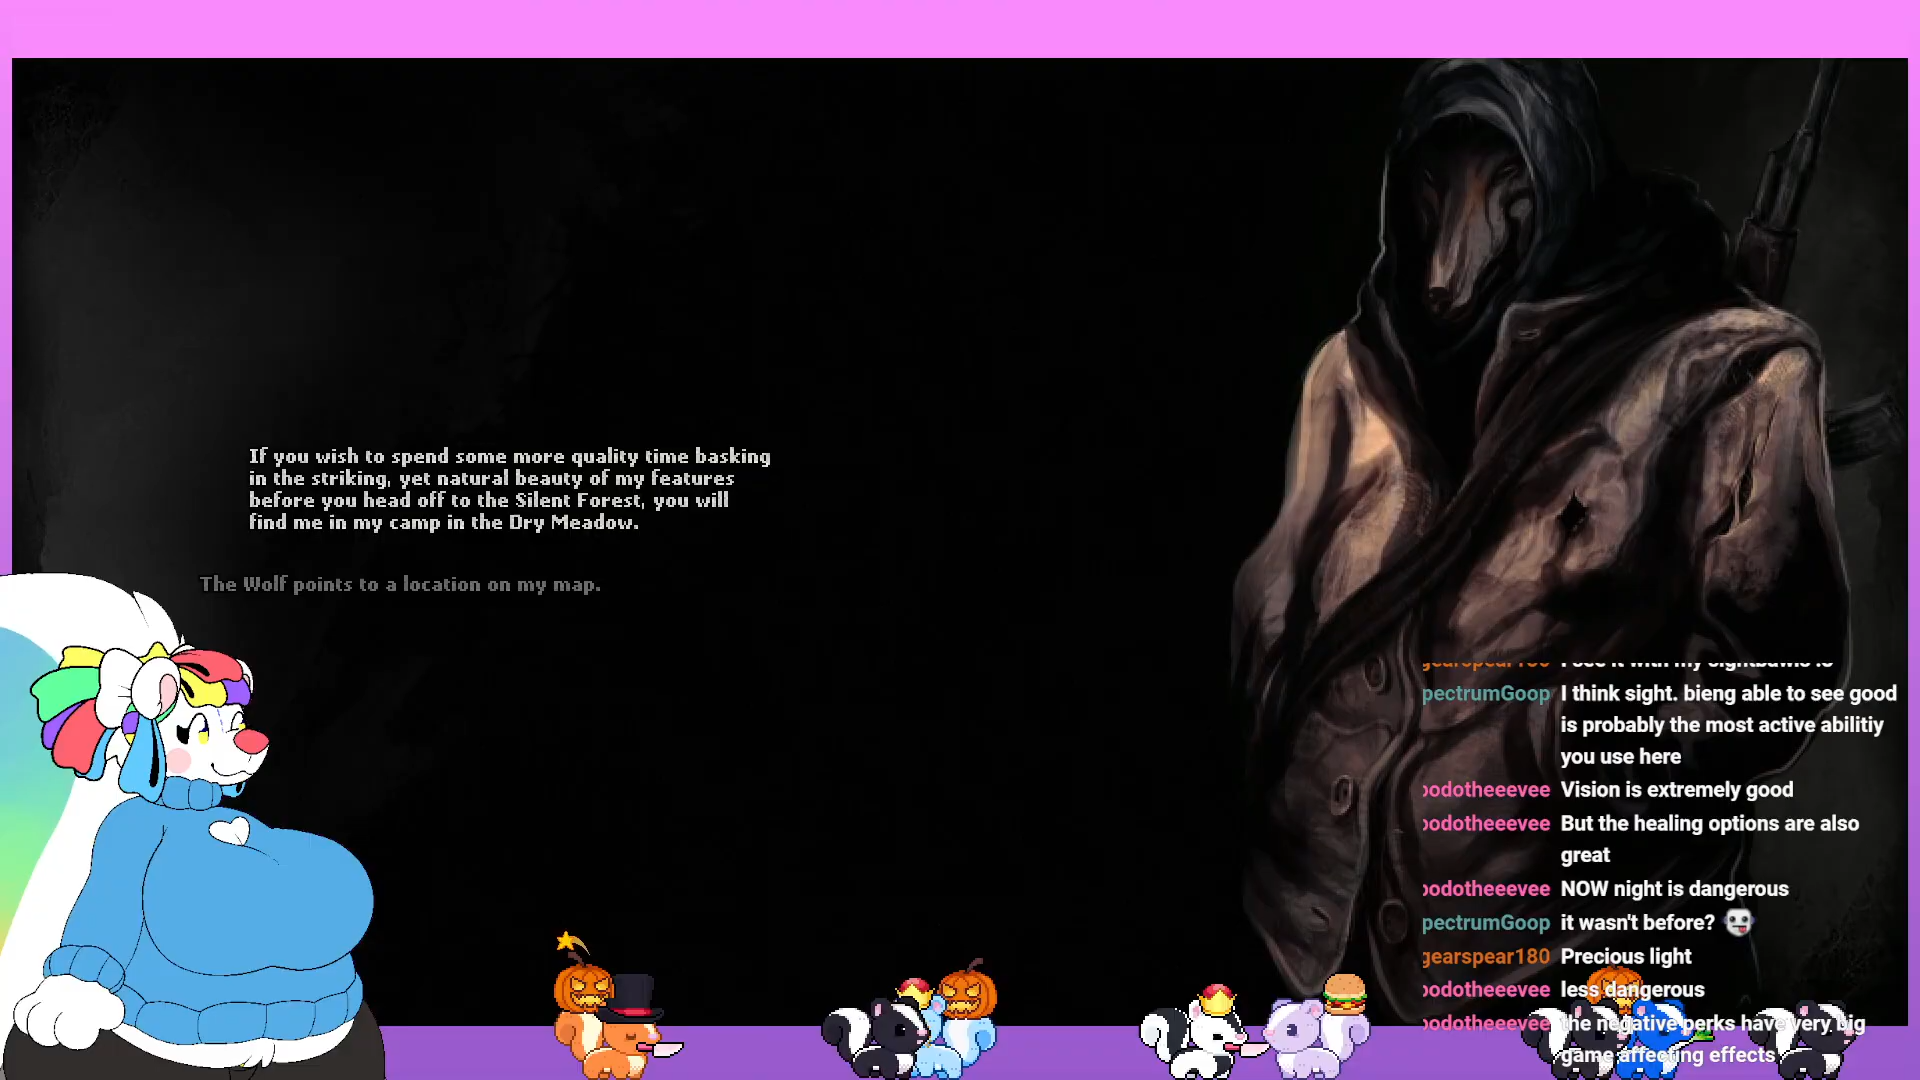 If you wish to spend some more quality time basking
in the striking, yet natural beauty of my features
before you head off to the Silent Forest, you will
find me in my camp in the Dry Meadow.
The Wolf points to a location on my map.
pectrumGoop I think sight. bieng able to see good
is probably the most active abilitiy
you use here
odotheeevee Vision is extremely good
odotheeevee But the healing options are also
great
odotheeevee NOW night is dangerous
pectrumGoop it wasn't before?
gearspear180 Precious light
odotheeevee less dangerous
odotheeevee the negative perks have very big
game affecting effects